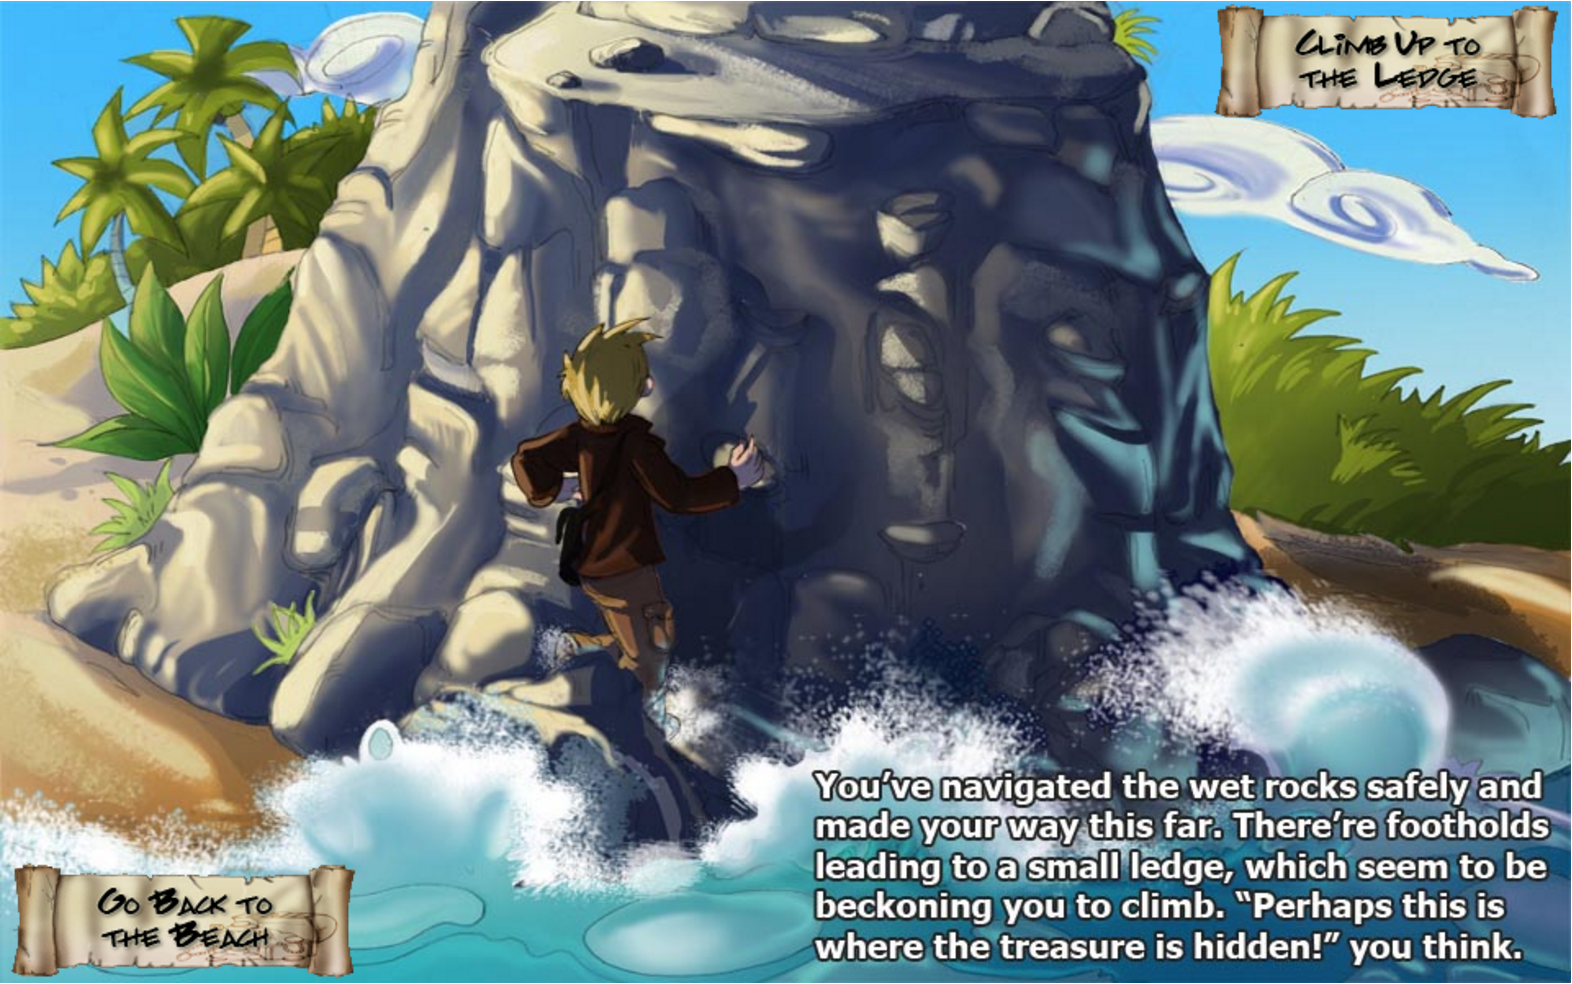 Climb Up to
the Ledge
You’ve navigated the wet rocks safely and
made your way this far. There’re footholds
leading to a small ledge, which seem to be
beckoning you to climb. “Perhaps this is
where the treasure is hidden!” you think.
Go Back to
the Beach